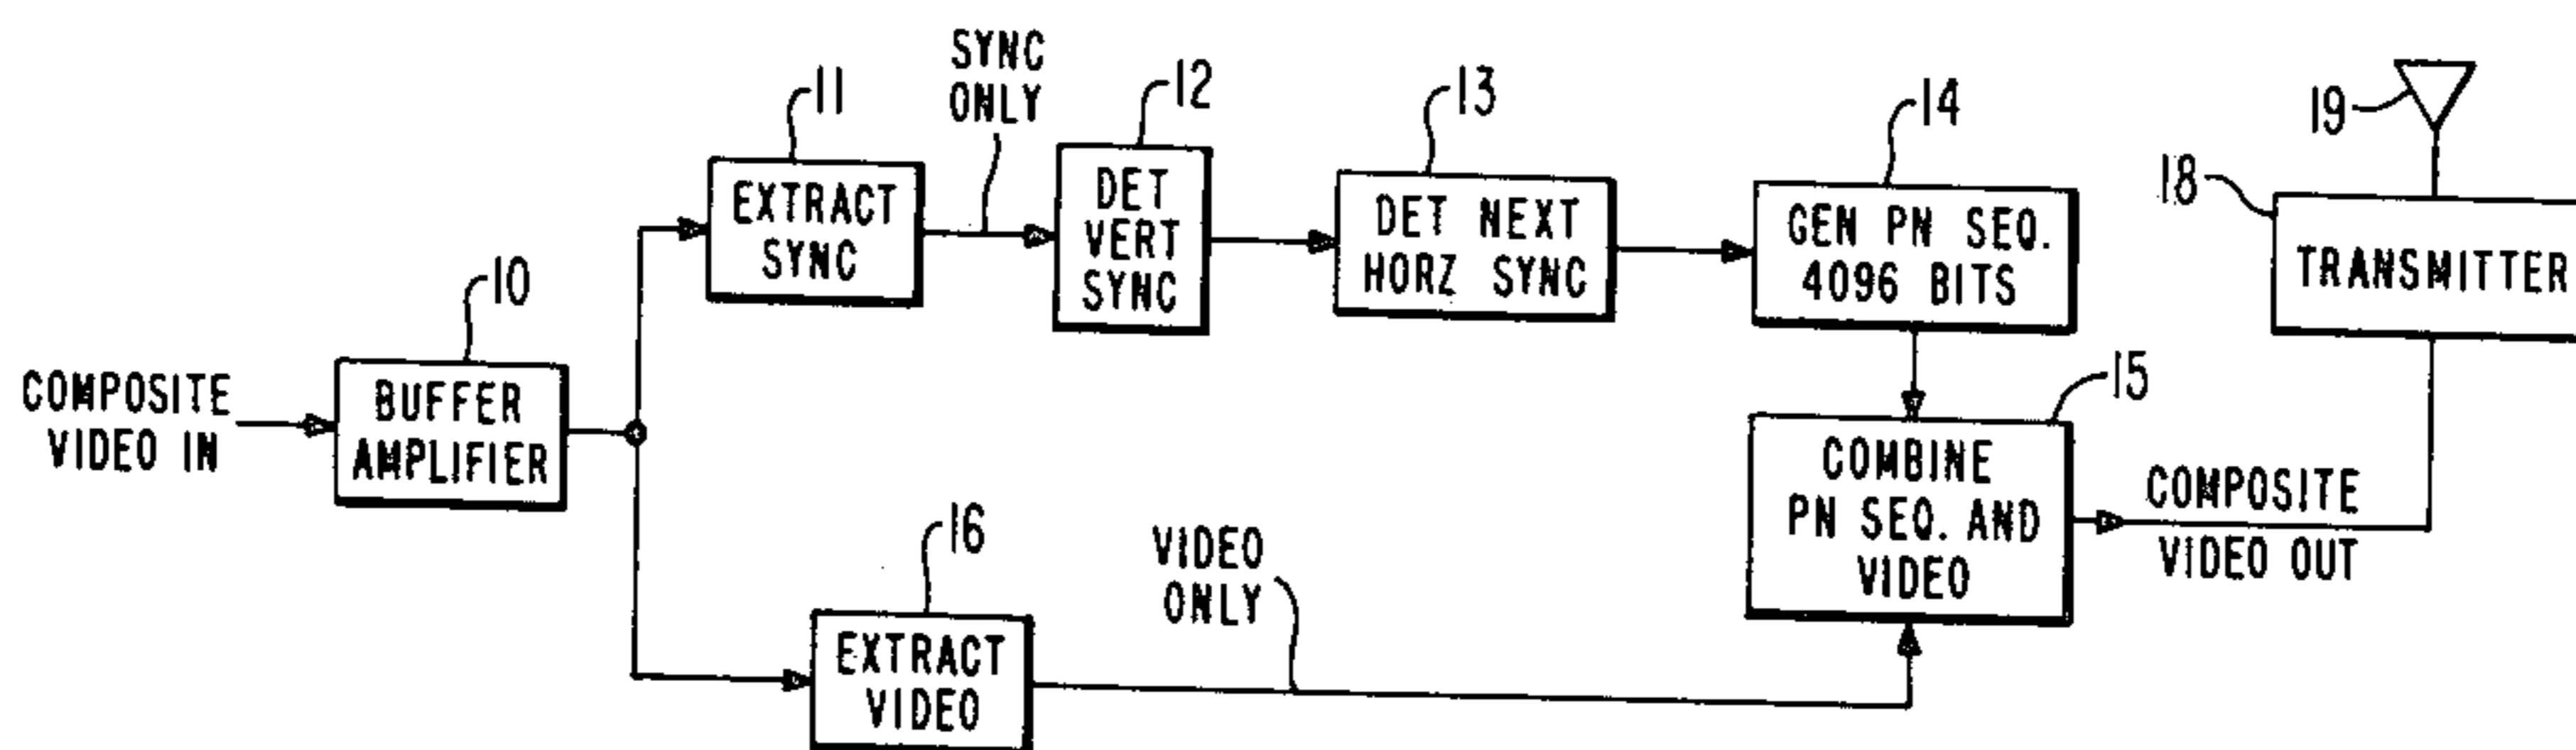 COMPOSITE
VIDEO IN
10
BUFFER
AMPLIFIER
11
EXTRACT
SYNC
SYNC
ONLY
12
DET
VERT
SYNC
13
DET NEXT
HORZ SYNC
14
GEN PN SEQ.
4096 BITS
15
COMBINE
PN SEQ. AND
VIDEO
16
EXTRACT
VIDEO
VIDEO
ONLY
COMPOSITE
VIDEO OUT
18
TRANSMITTER
19